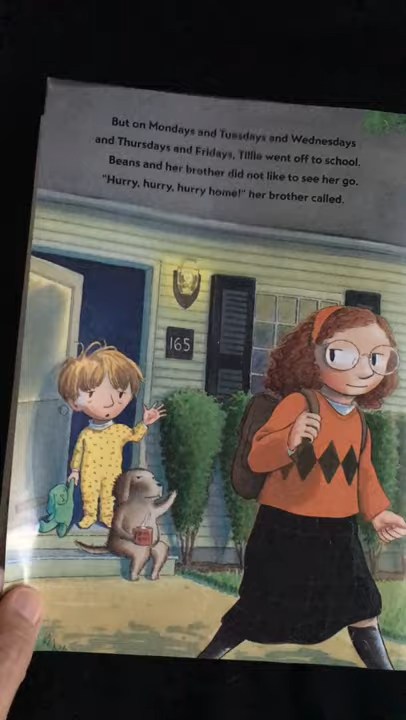 But on Mondays and Tuesdays and Wednesdays
and Thursdays and Fridays, Tillie went off to school.
Beans and her brother did not like to see her go.
"Hurry, hurry, hurry home!" her brother called.
165